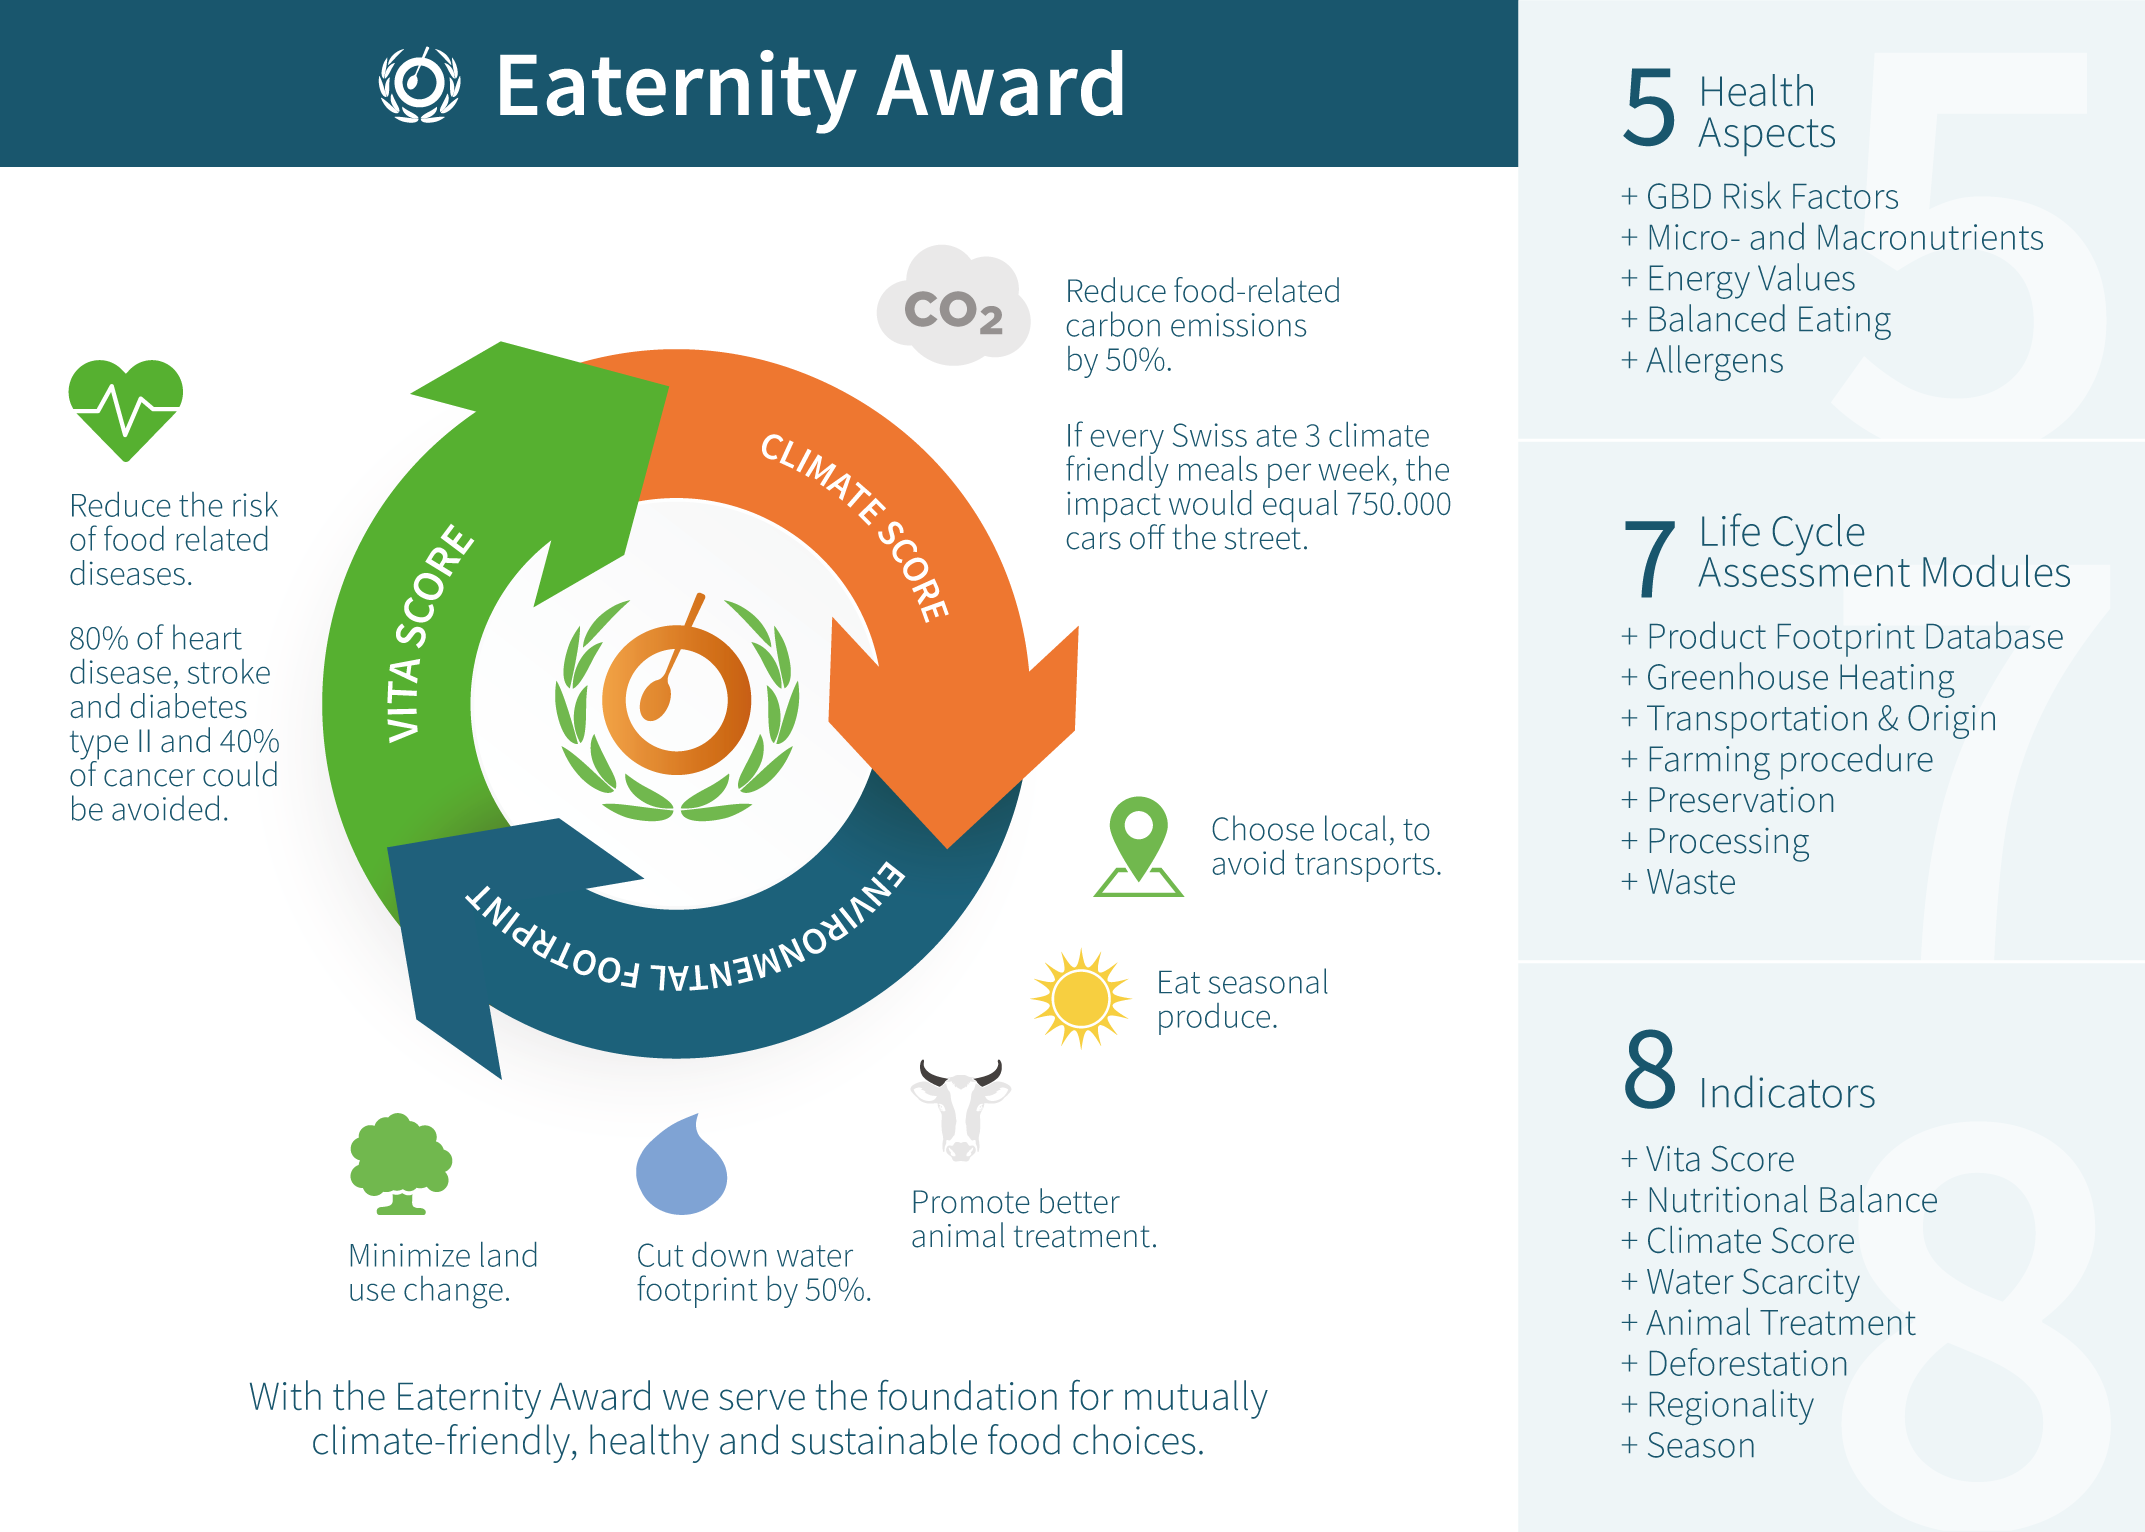 Eaternity Award
CO2
Reduce food-related
carbon emissions
by 50%.
If every Swiss ate 3 climate
friendly meals per week, the
impact would equal 750.000
cars off the street.
Reduce the risk
of food related
diseases.
80% of heart
disease, stroke
and diabetes
type II and 40%
of cancer could
be avoided.
VITA SCORE
CLIMATE SCORE
ENVIRONMENTAL FOOTRPINT
Choose local, to
avoid transports.
Eat seasonal
produce.
Promote better
animal treatment.
Cut down water
footprint by 50%.
Minimize land
use change.
With the Eaternity Award we serve the foundation for mutually
climate-friendly, healthy and sustainable food choices.
5
5 Health
Aspects
+ GBD Risk Factors
+ Micro- and Macronutrients
+ Energy Values
+ Balanced Eating
+ Allergens
7
7 Life Cycle
Assessment Modules
+ Product Footprint Database
+ Greenhouse Heating
+ Transportation & Origin
+ Farming procedure
+ Preservation
+ Processing
+ Waste
8
8 Indicators
+ Vita Score
+ Nutritional Balance
+ Climate Score
+ Water Scarcity
+ Animal Treatment
+ Deforestation
+ Regionality
+ Season